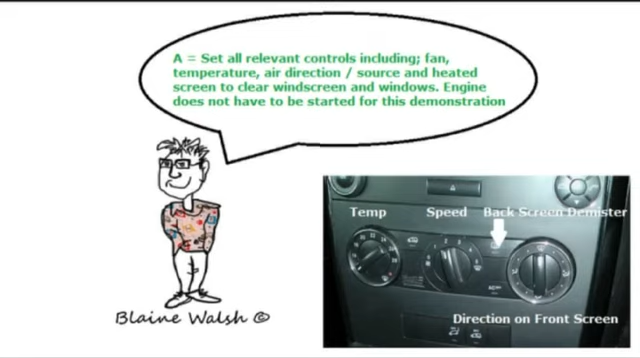 A = Set all relevant controls including; fan,
temperature, air direction / source and heated
screen to clear windscreen and windows. Engine
does not have to be started for this demonstration
Temp Speed Back Screen Demister
Direction on Front Screen
Blaine Walsh ©